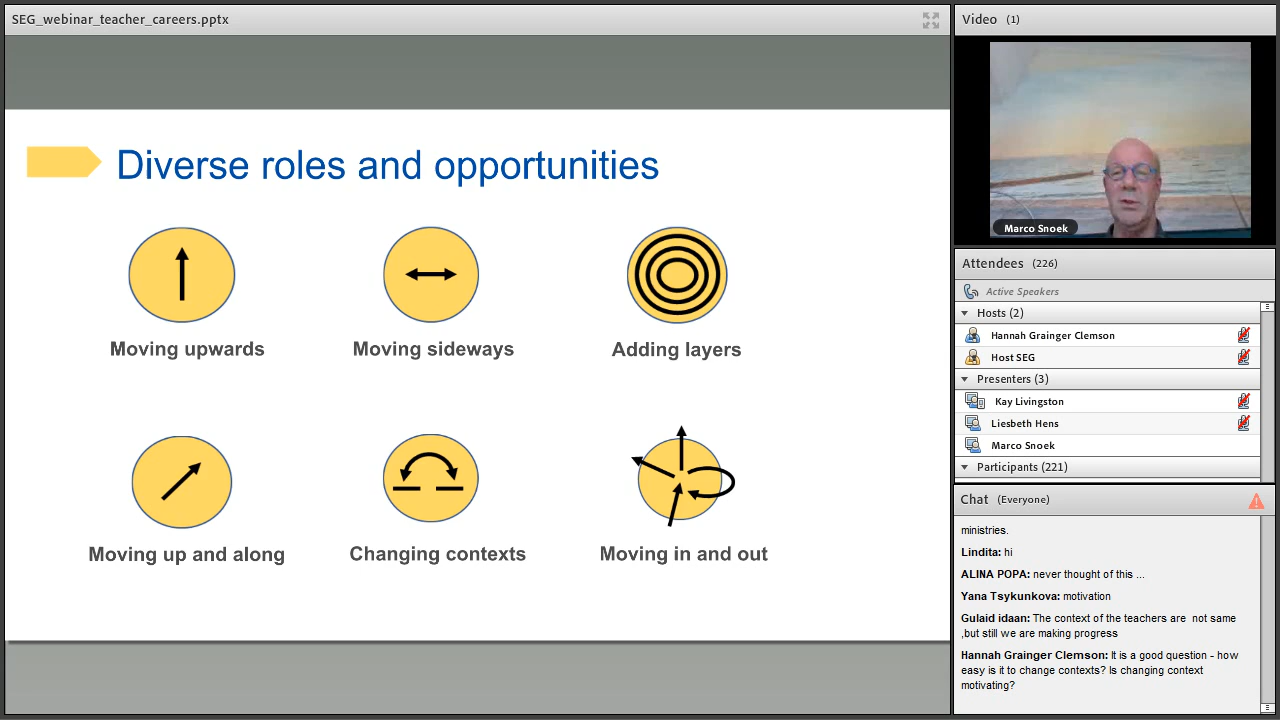 SEG_webinar_teacher_careers.pptx
Diverse roles and opportunities
Moving upwards
Moving sideways
Adding layers
Moving up and along
Changing contexts
Moving in and out
Video (1)
Marco Snoek
Attendees (226)
Active Speakers
Hosts (2)
Hannah Grainger Clemson
Host SEG
Presenters (3)
Kay Livingston
Liesbeth Hens
Marco Snoek
Participants (221)
Chat (Everyone)
ministries.
Lindita: hi
ALINA POPA: never thought of this ...
Yana Tsykunkova: motivation
Gulaid idaan: The context of the teachers are not same
,but still we are making progress
Hannah Grainger Clemson: It is a good question - how
easy is it to change contexts? Is changing context
motivating?